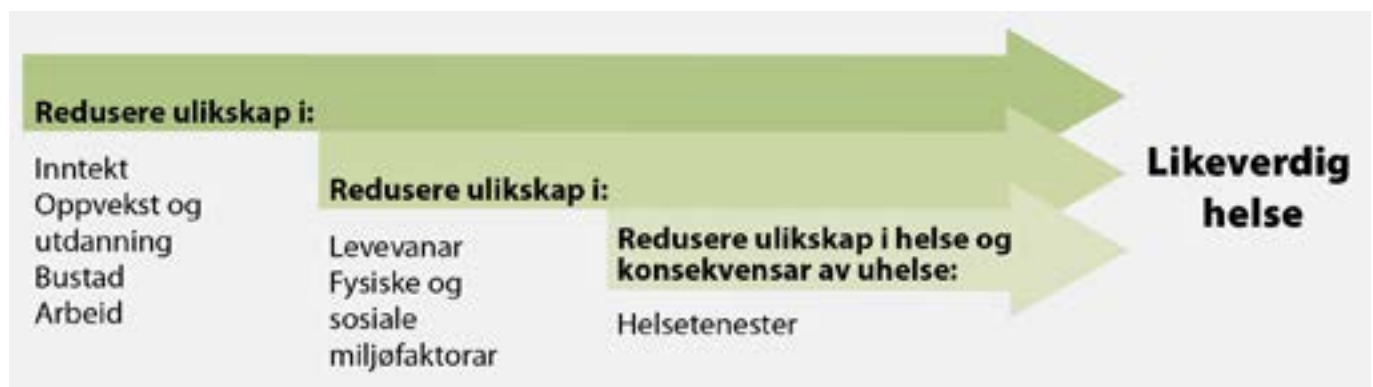 Redusere ulikskap i:
Inntekt
Oppvekst og
utdanning
Bustad
Arbeid
Redusere ulikskap i:
Levevanar
Fysiske og
sosiale
miljøfaktorar
Redusere ulikskap i helse og
konsekvensar av uhelse:
Helsetenester
Likeverdig
helse